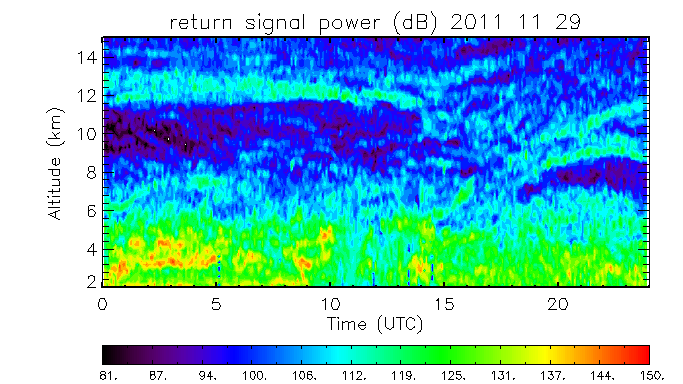 return signal power (dB) 2011 11 29
14
12
10
8
6
4
2
Altitude (km)
0 5 10 15 20
Time (UTC)
81. 87. 94. 100. 106. 112. 119. 125. 131. 137. 144. 150.